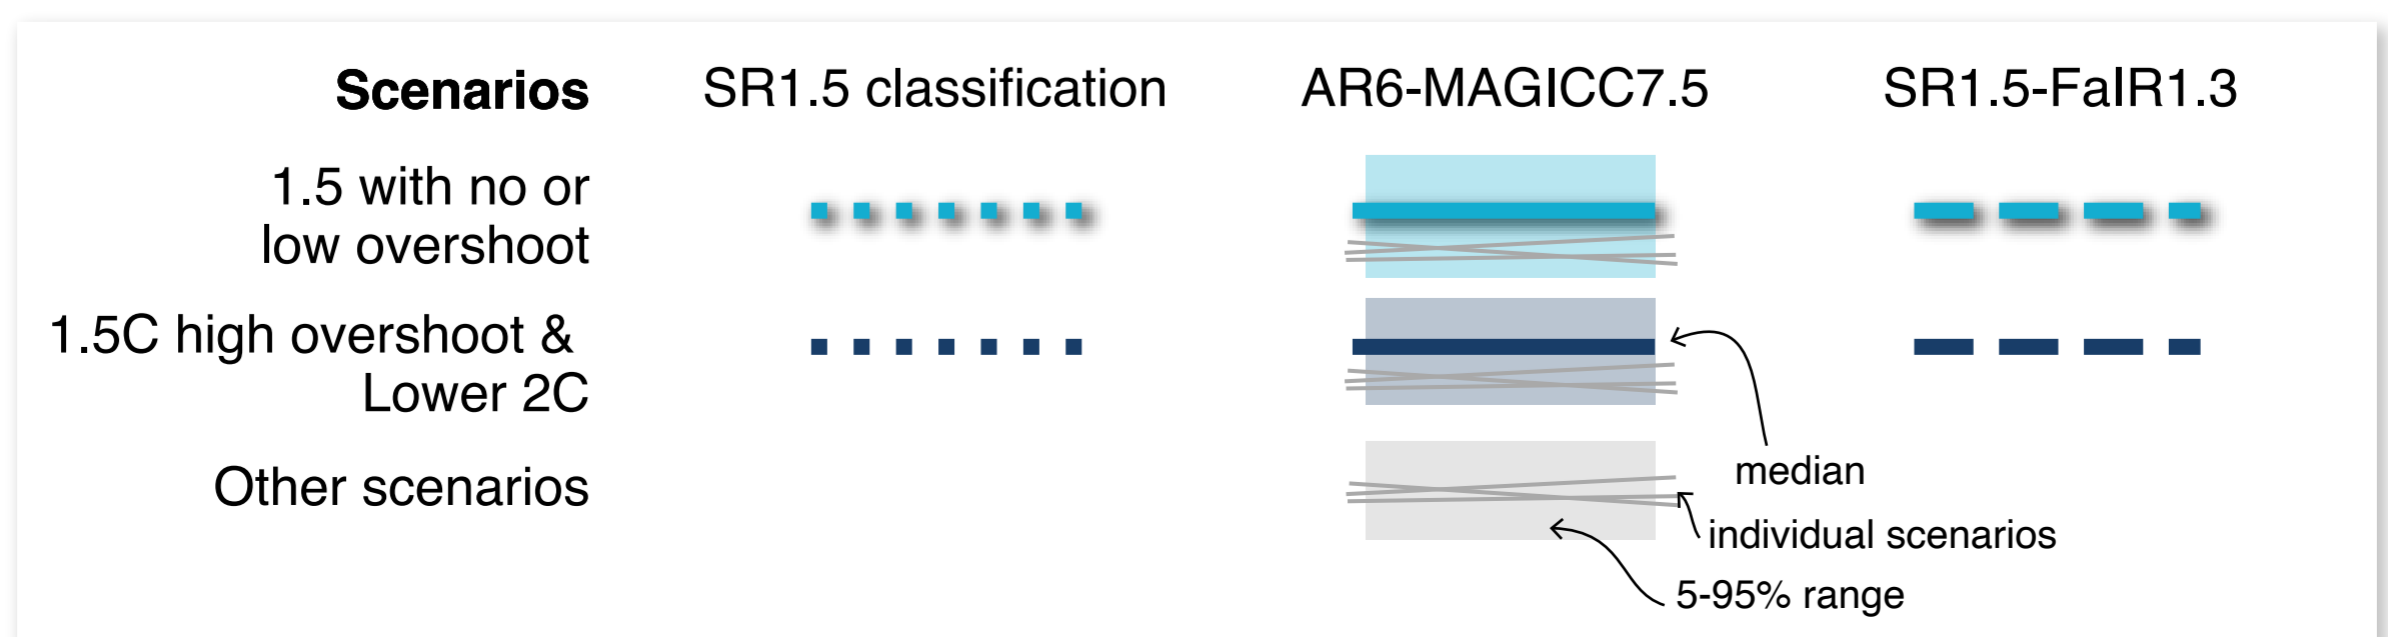 Scenarios SR1.5 classification AR6-MAGICC7.5 SR1.5-FaIR1.3
1.5 with no or
low overshoot
1.5C high overshoot &
Lower 2C
Other scenarios
median
individual scenarios
5-95% range